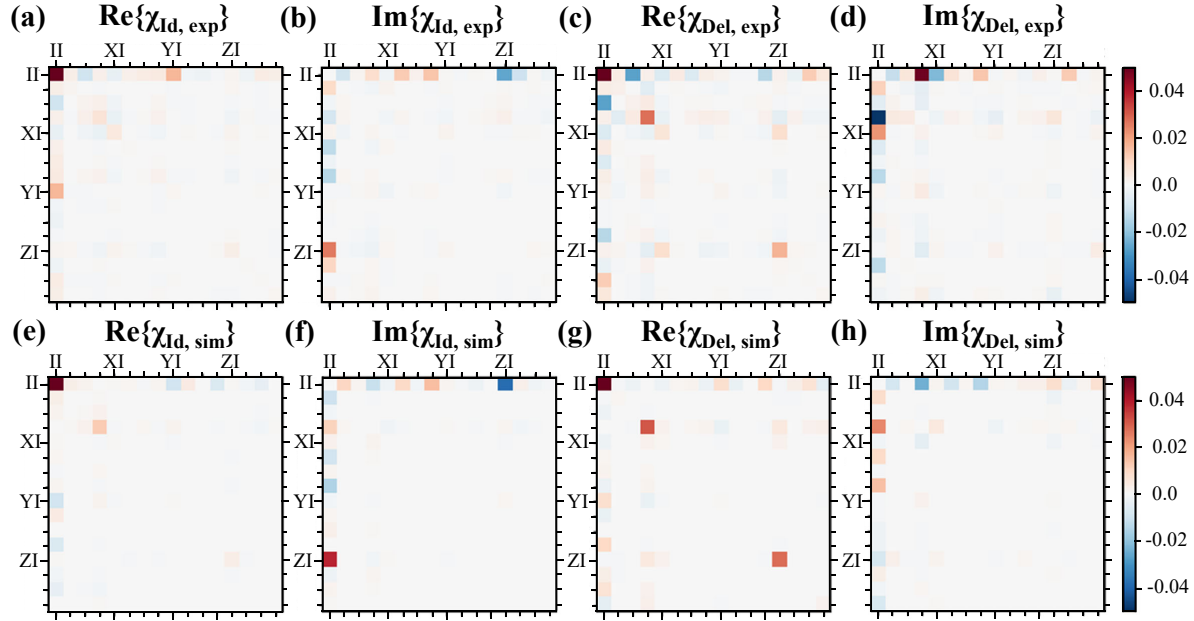 (a) Re{χId, exp} (b) Im{χId, exp} (c) Re{χDel, exp} (d) Im{χDel, exp}
II XI YI ZI II XI YI ZI II XI YI ZI II XI YI ZI
II II II II 0.04
0.02
XI XI XI XI
0.0
YI YI YI YI
-0.02
ZI ZI ZI ZI
-0.04
(e) Re{χId, sim} (f) Im{χId, sim} (g) Re{χDel, sim} (h) Im{χDel, sim}
II XI YI ZI II XI YI ZI II XI YI ZI II XI YI ZI
II II II II 0.04
0.02
XI XI XI XI
0.0
YI YI YI YI
-0.02
ZI ZI ZI ZI
-0.04